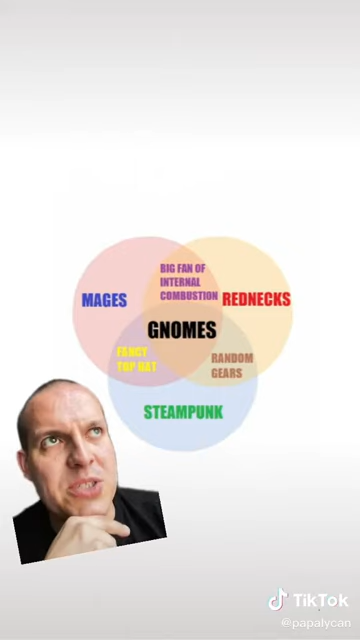 BIG FAN OF
INTERNAL
COMBUSTION
MAGES
REDNECKS
GNOMES
FANCY
TOP HAT
RANDOM
GEARS
STEAMPUNK
TikTok
@papalycan